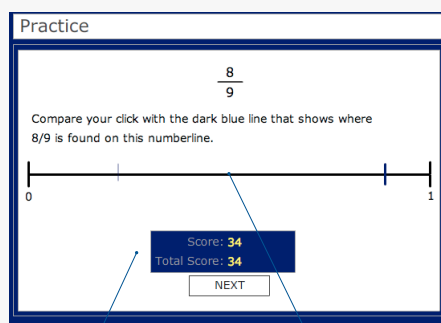 Practice
8
9
Compare your click with the dark blue line that shows where
8/9 is found on this numberline.
0 1
Score: 34
Total Score: 34
NEXT